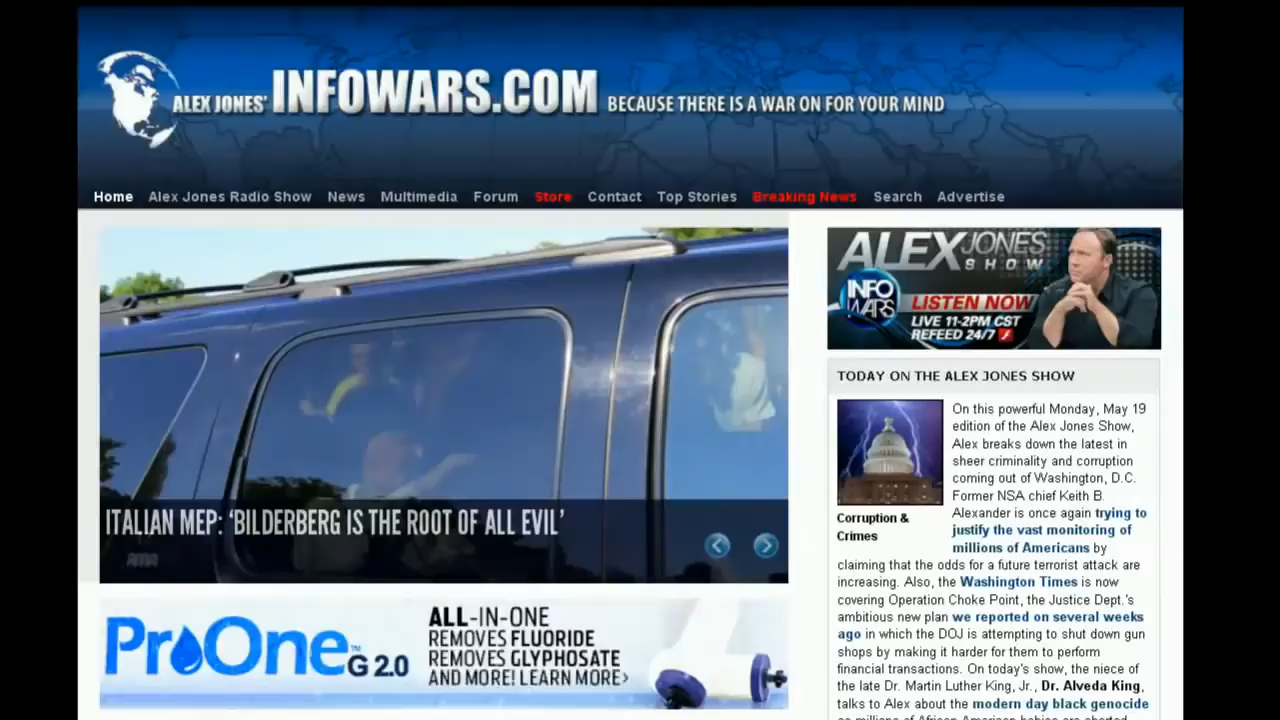 ALEX JONES' INFOWARS.COM BECAUSE THERE IS A WAR ON FOR YOUR MIND
Home Alex Jones Radio Show News Multimedia Forum Store Contact Top Stories Breaking News Search Advertise
ITALIAN MEP: 'BILDERBERG IS THE ROOT OF ALL EVIL'
ProOne™ G 2.0
ALL-IN-ONE
REMOVES FLUORIDE
REMOVES GLYPHOSATE
AND MORE! LEARN MORE>
ALEX JONES
SHOW
INFO
WARS
LISTEN NOW
LIVE 11-2PM CST
REFEED 24/7
TODAY ON THE ALEX JONES SHOW
Corruption &
Crimes
On this powerful Monday, May 19
edition of the Alex Jones Show,
Alex breaks down the latest in
sheer criminality and corruption
coming out of Washington, D.C.
Former NSA chief Keith B.
Alexander is once again trying to
justify the vast monitoring of
millions of Americans by
claiming that the odds for a future terrorist attack are
increasing. Also, the Washington Times is now
covering Operation Choke Point, the Justice Dept.'s
ambitious new plan we reported on several weeks
ago in which the DOJ is attempting to shut down gun
shops by making it harder for them to perform
financial transactions. On today's show, the niece of
the late Dr. Martin Luther King, Jr., Dr. Alveda King,
talks to Alex about the modern day black genocide
as millions of African American babies are aborted